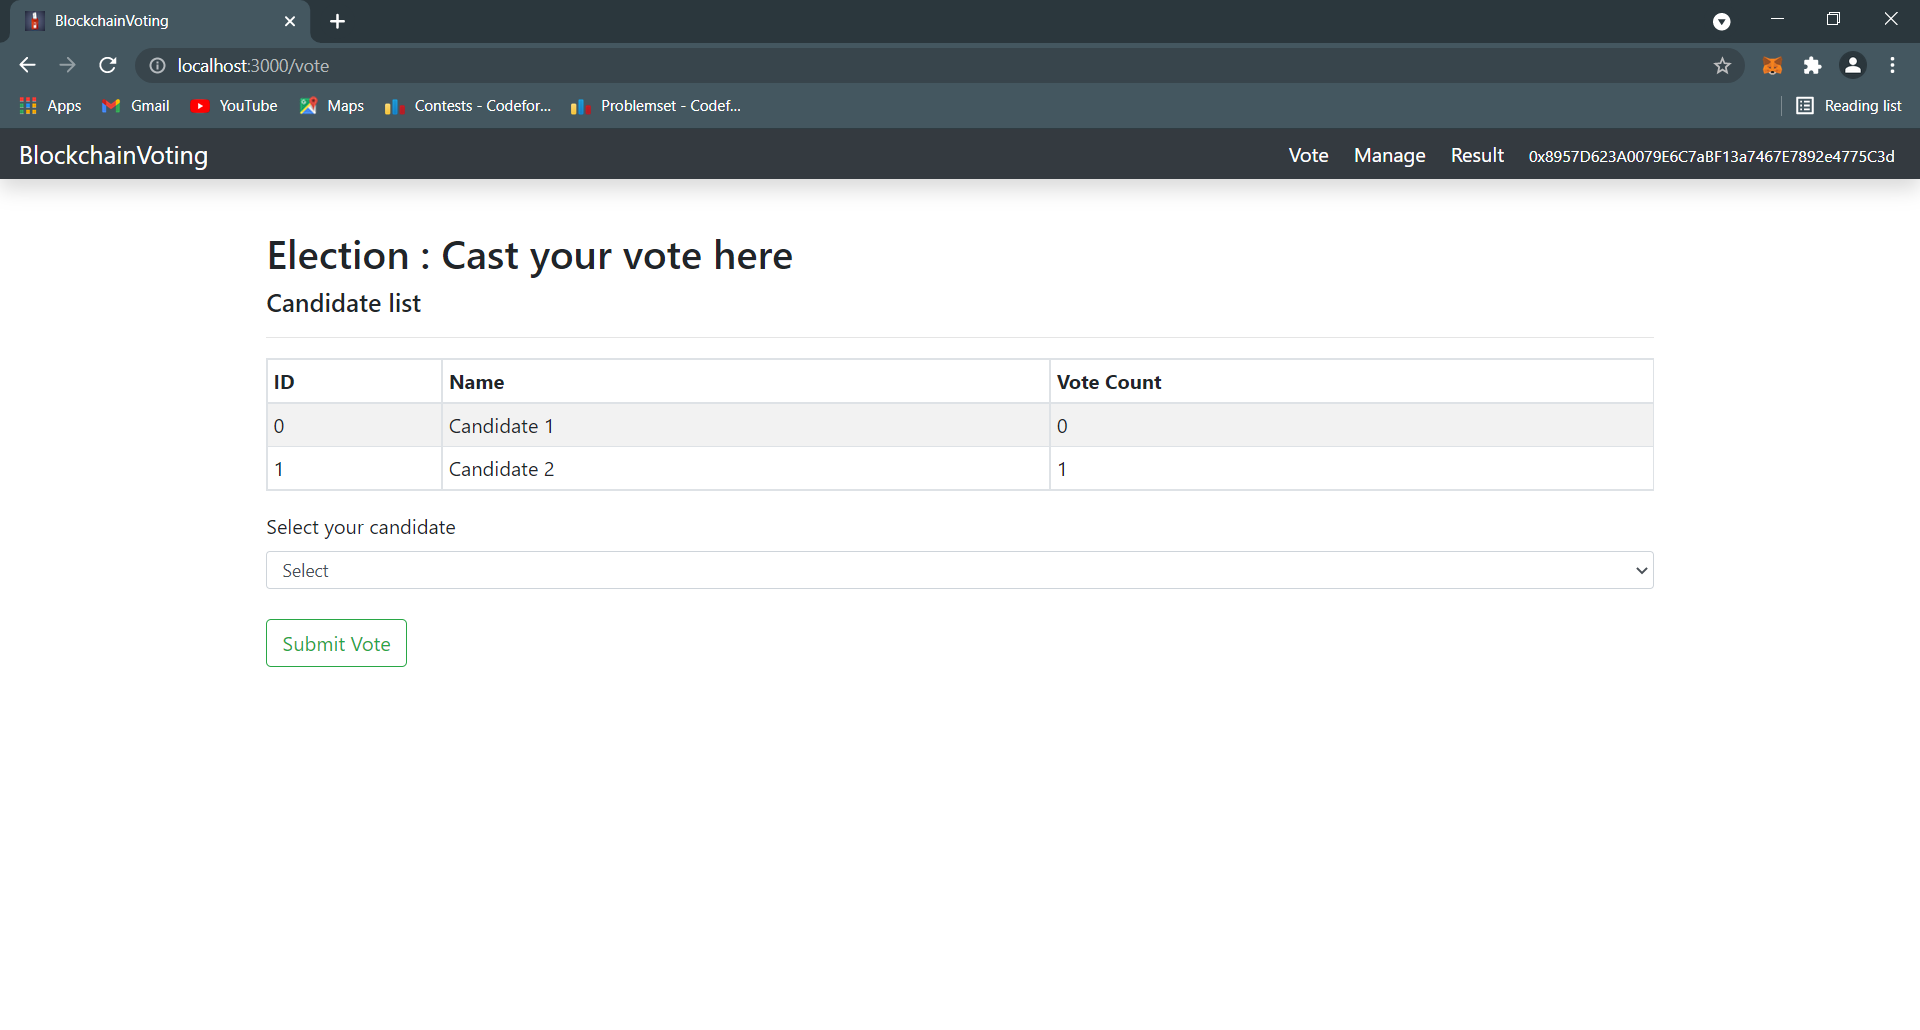 BlockchainVoting
localhost:3000/vote
Apps Gmail YouTube Maps Contests - Codefor... Problemset - Codef... Reading list
BlockchainVoting Vote Manage Result 0x8957D623A0079E6C7aBF13a7467E7892e4775C3d
Election : Cast your vote here
Candidate list
ID Name Vote Count
0 Candidate 1 0
1 Candidate 2 1
Select your candidate
Select
Submit Vote